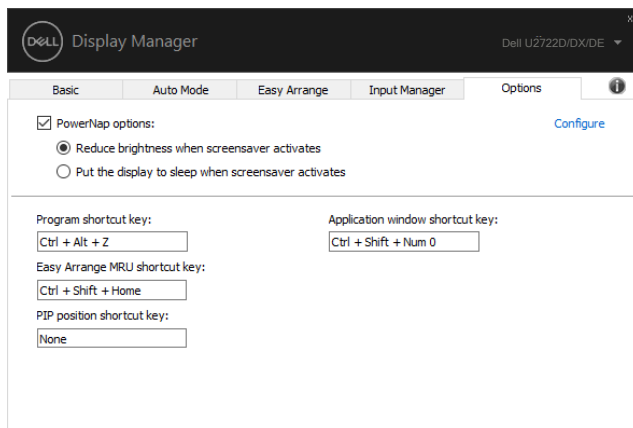 x
DELL Display Manager
Dell U2722D/DX/DE
Basic Auto Mode Easy Arrange Input Manager Options i
PowerNap options: Configure
Reduce brightness when screensaver activates
Put the display to sleep when screensaver activates
Program shortcut key: Application window shortcut key:
Ctrl + Alt + Z Ctrl + Shift + Num 0
Easy Arrange MRU shortcut key:
Ctrl + Shift + Home
PIP position shortcut key:
None